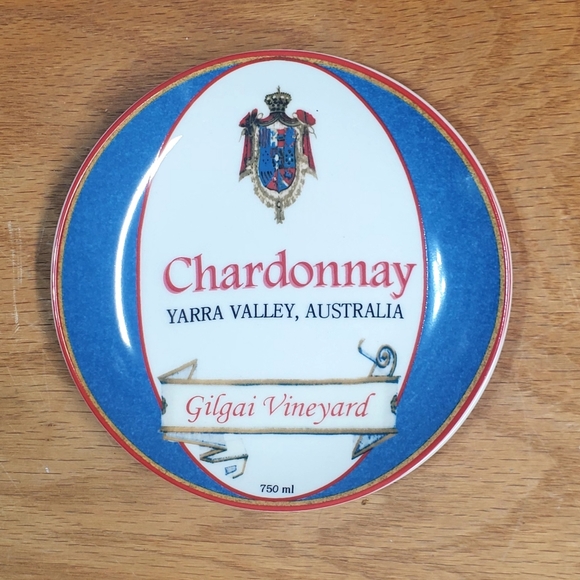 Chardonnay
YARRA VALLEY, AUSTRALIA
Gilgai Vineyard
750 ml